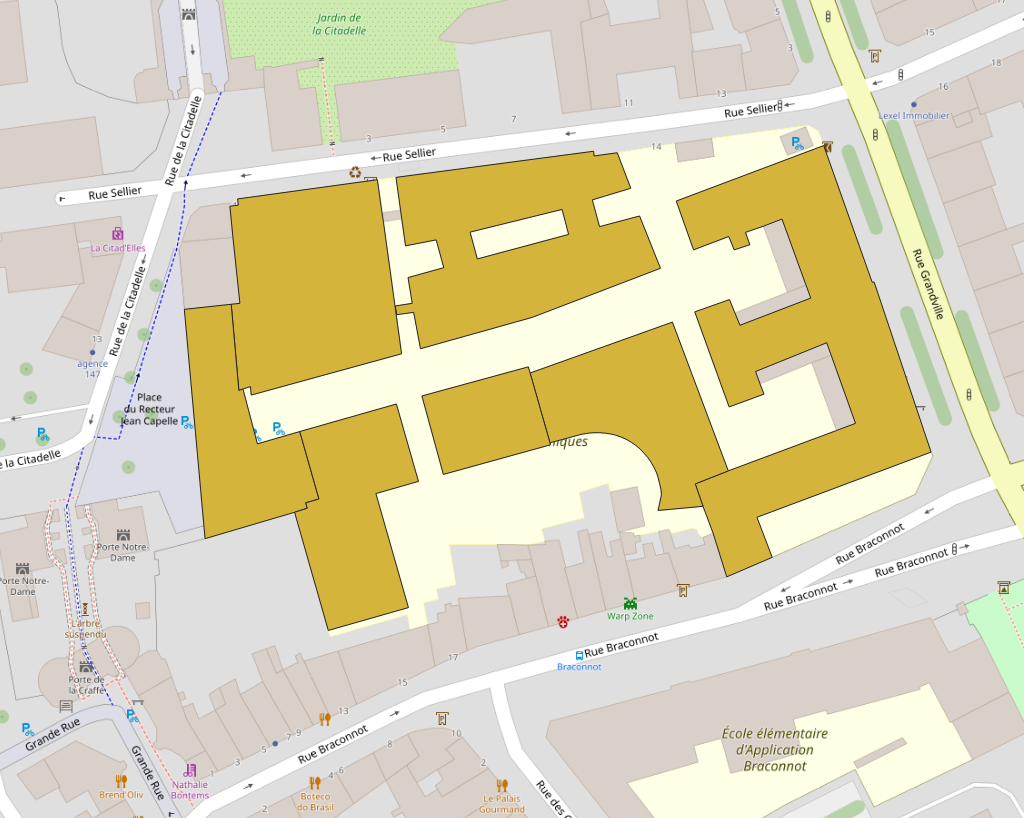 Jardin de
la Citadelle
5
15
18
3
13
16
11
Rue Sellier
Lexel Immobilier
7
5
3
Rue de la Citadelle
Rue Sellier
14
Rue Sellier
La Citad'Elles
Rue Grandville
Rue de la Citadelle
13
agence
147
Place
du Recteur
Jean Capelle
niques
e la Citadelle
Porte Notre-
Dame
Porte Notre-
Dame
Rue Braconnot
Rue Braconnot
Rue Braconnot
L'arbre
suspendu
Warp Zone
Rue Braconnot
Braconnot
17
Porte de
la Craffe
15
13
Grande Rue
9
7
5
Rue Braconnot
10
8
École élémentaire
d'Application
Braconnot
Grande Rue
3
1
6
4
2
Brend'Oliv
Nathalie
Bontems
Boteco
do Brasil
Le Palais
Gourmand
2
Rue des